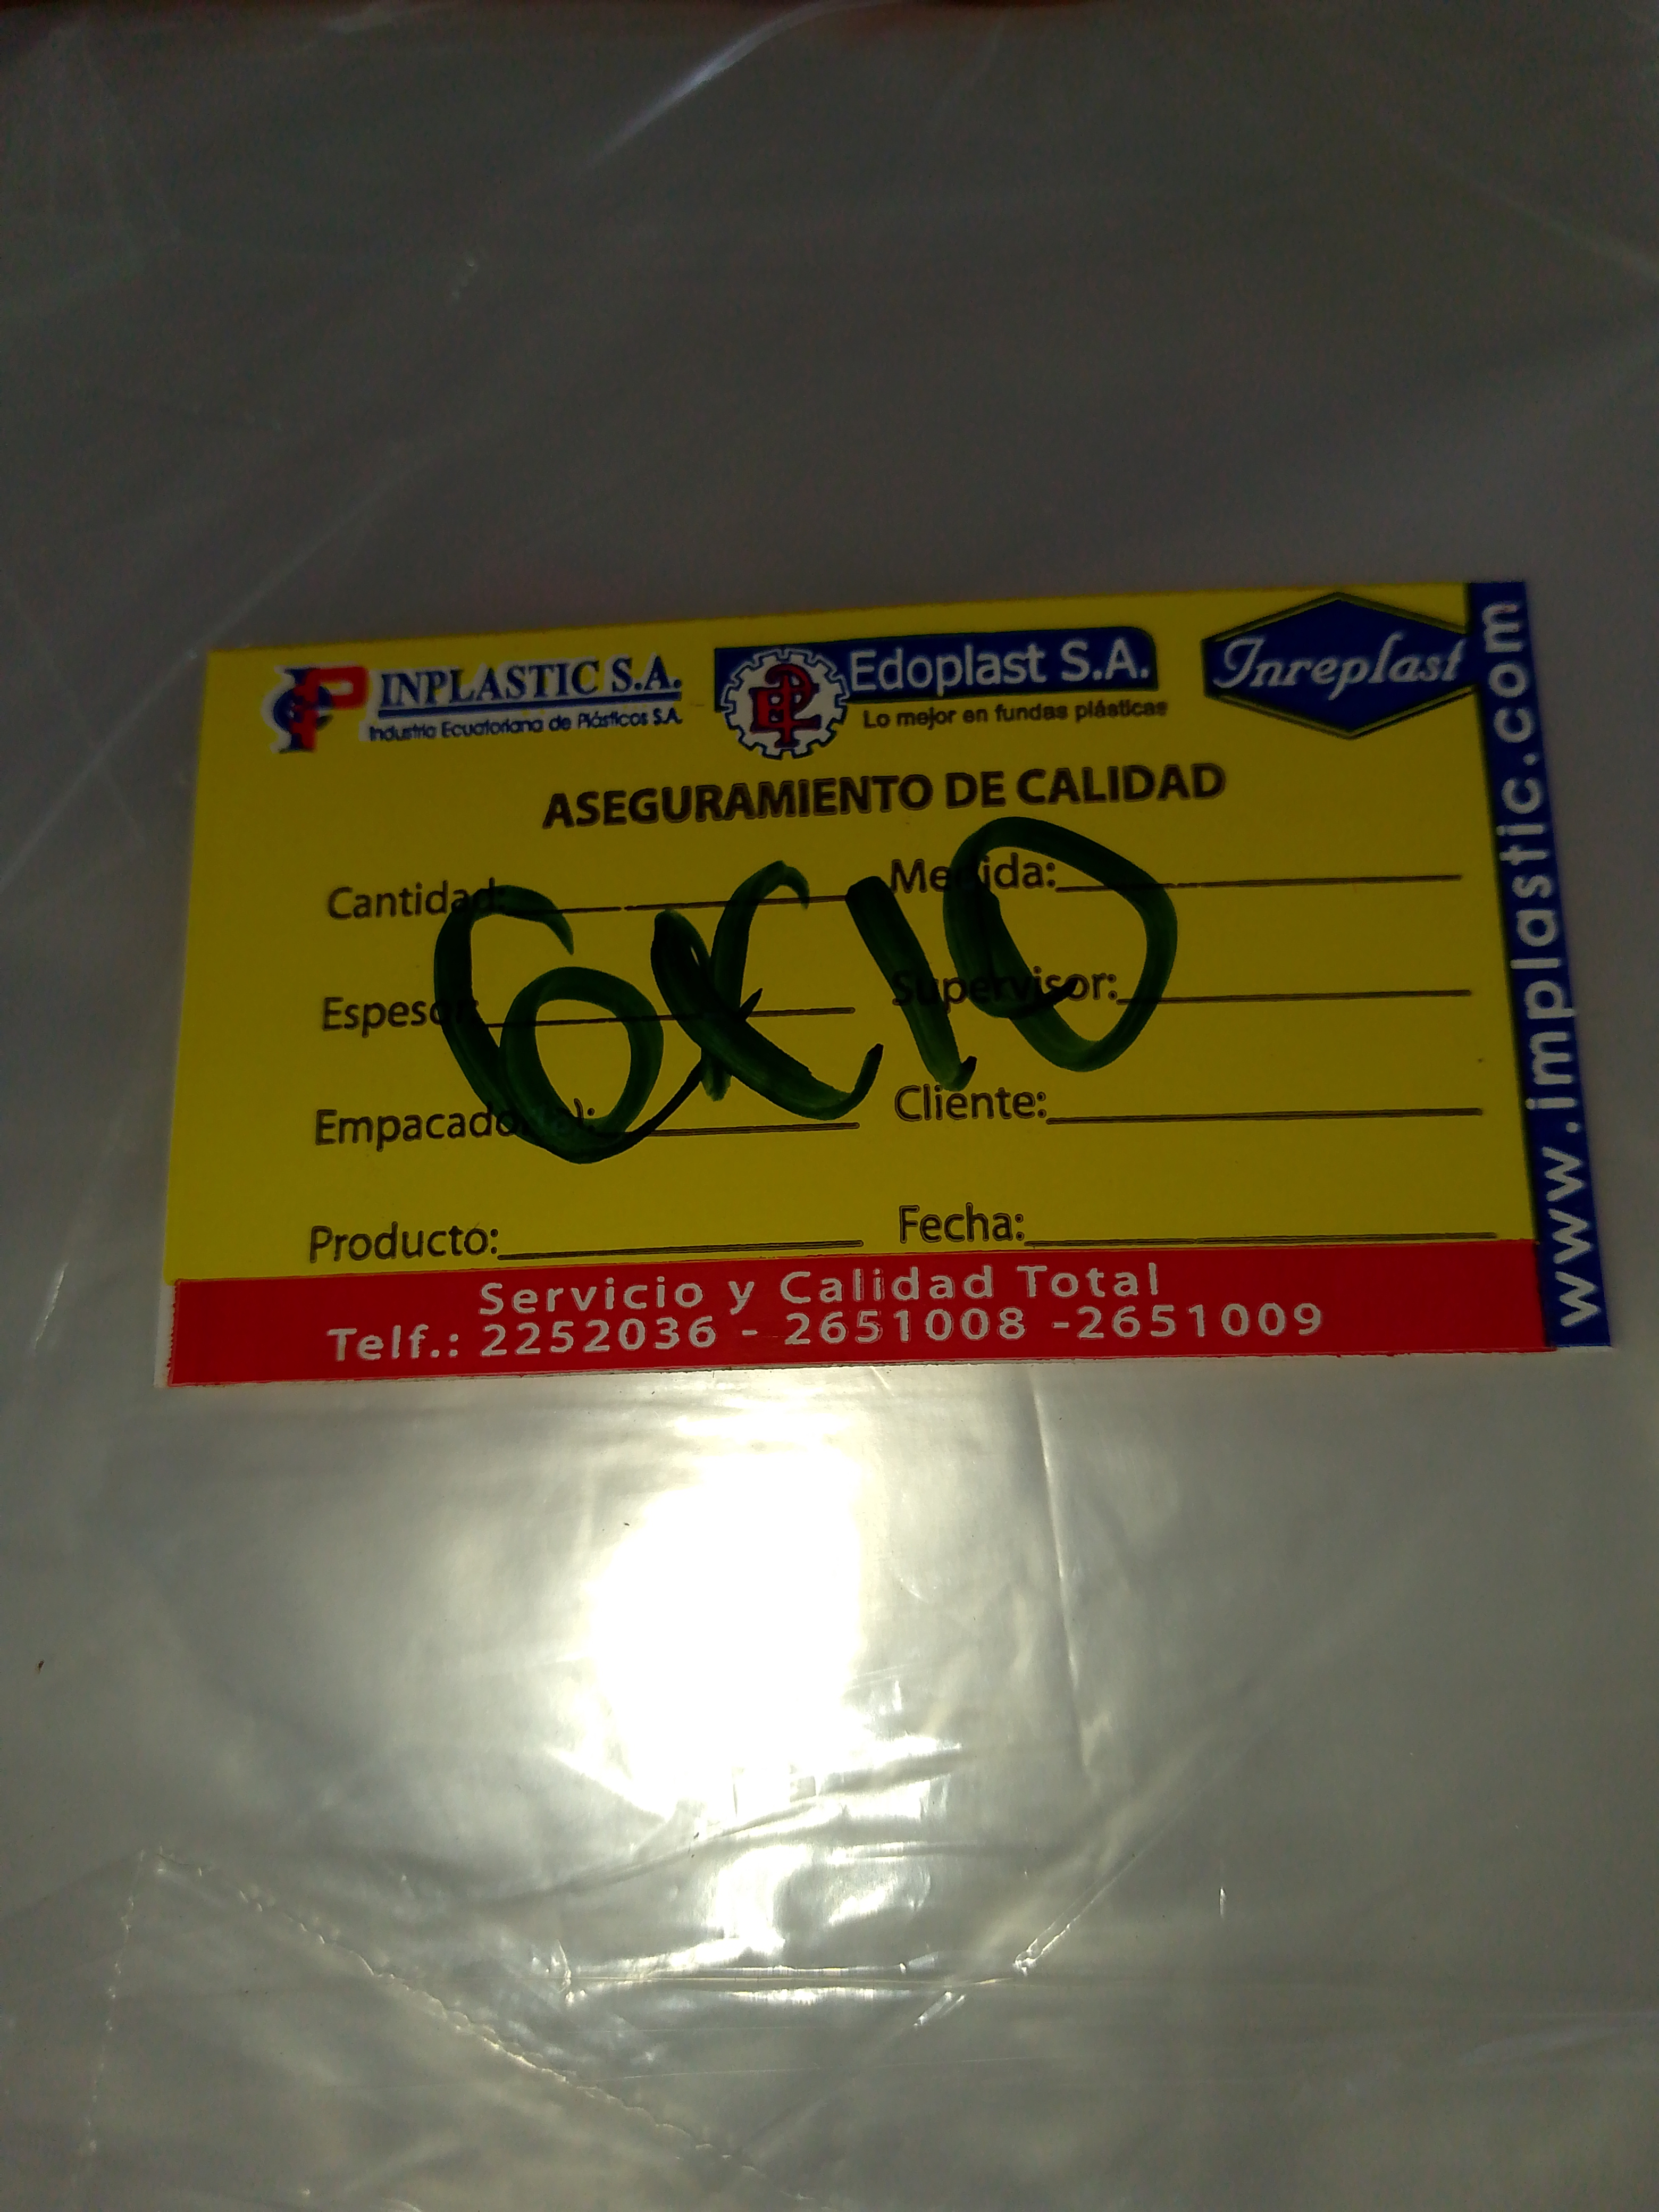 INPLASTIC S.A.
Industria Ecuatoriana de Plásticos S.A.
Edoplast S.A.
Lo mejor en fundas plásticas
Inreplast
ASEGURAMIENTO DE CALIDAD
Cantidad: Medida:
6x10
Espesor: Supervisor:
Empacado(a): Cliente:
Producto: Fecha:
Servicio y Calidad Total
Telf.: 2252036 - 2651008 -2651009
www.implastic.com